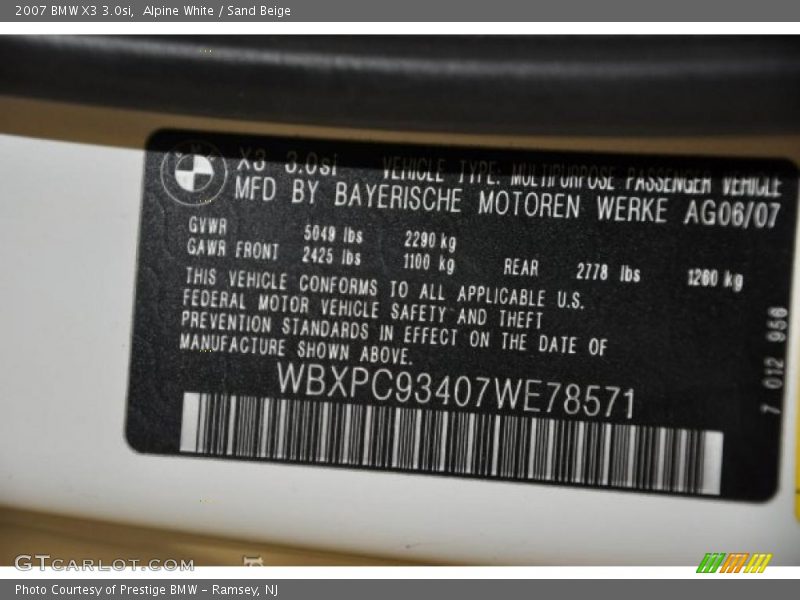 2007 BMW X3 3.0si,  Alpine White / Sand Beige
X3 3.0si VEHICLE TYPE: MULTIPURPOSE PASSENGER VEHICLE
MFD BY BAYERISCHE MOTOREN WERKE AG06/07
GVWR 5049 lbs 2290 kg
GAWR FRONT 2425 lbs 1100 kg REAR 2778 lbs 1260 kg
THIS VEHICLE CONFORMS TO ALL APPLICABLE U.S.
FEDERAL MOTOR VEHICLE SAFETY AND THEFT
PREVENTION STANDARDS IN EFFECT ON THE DATE OF
MANUFACTURE SHOWN ABOVE.
WBXPC93407WE78571
7 012 956
GTCARLOT.COM
Photo Courtesy of Prestige BMW - Ramsey, NJ